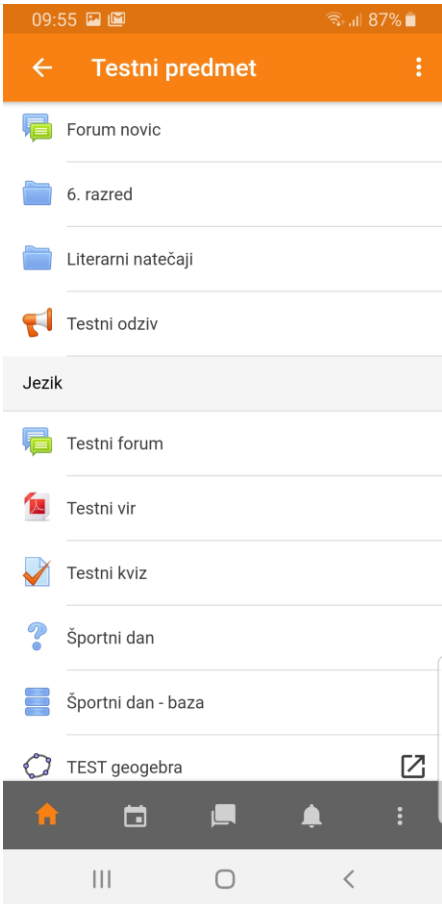 09:55 87%
Testni predmet
Forum novic
6. razred
Literarni natečaji
Testni odziv
Jezik
Testni forum
Testni vir
Testni kviz
Športni dan
Športni dan - baza
TEST geogebra